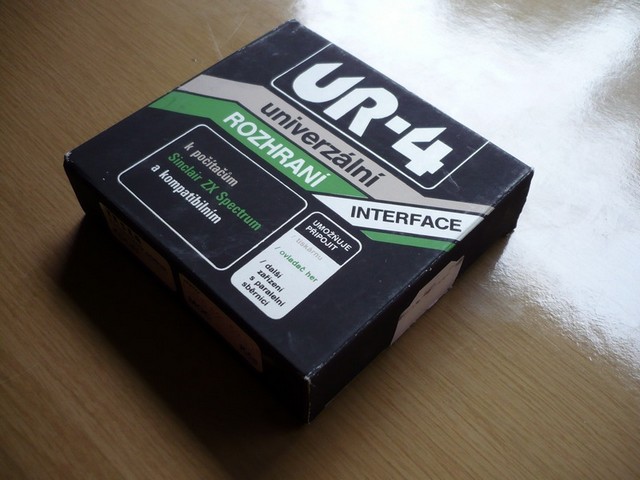 UR-4
univerzální
ROZHRANÍ
INTERFACE
k počítačům
Sinclair ZX Spectrum
a kompatibilním
UMOŽŇUJE
PŘIPOJIT
/ ovladač her
/ další
zařízení
s paralelní
sběrnicí